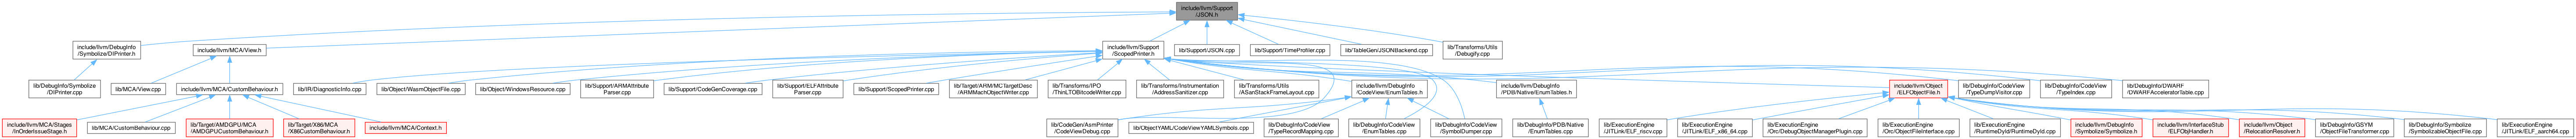 include/llvm/Support
/JSON.h
include/llvm/DebugInfo
/Symbolize/DIPrinter.h
include/llvm/MCA/View.h
include/llvm/Support
/ScopedPrinter.h
lib/Support/JSON.cpp
lib/Support/TimeProfiler.cpp
lib/TableGen/JSONBackend.cpp
lib/Transforms/Utils
/Debugify.cpp
lib/DebugInfo/Symbolize
/DIPrinter.cpp
lib/MCA/View.cpp
include/llvm/MCA/CustomBehaviour.h
lib/IR/DiagnosticInfo.cpp
lib/Object/WasmObjectFile.cpp
lib/Object/WindowsResource.cpp
lib/Support/ARMAttribute
Parser.cpp
lib/Support/CodeGenCoverage.cpp
lib/Support/ELFAttribute
Parser.cpp
lib/Support/ScopedPrinter.cpp
lib/Target/ARM/MCTargetDesc
/ARMMachObjectWriter.cpp
lib/Transforms/IPO
/ThinLTOBitcodeWriter.cpp
lib/Transforms/Instrumentation
/AddressSanitizer.cpp
lib/Transforms/Utils
/ASanStackFrameLayout.cpp
include/llvm/DebugInfo
/CodeView/EnumTables.h
include/llvm/DebugInfo
/PDB/Native/EnumTables.h
include/llvm/Object
/ELFObjectFile.h
lib/DebugInfo/CodeView
/TypeDumpVisitor.cpp
lib/DebugInfo/CodeView
/TypeIndex.cpp
lib/DebugInfo/DWARF
/DWARFAcceleratorTable.cpp
include/llvm/MCA/Stages
/InOrderIssueStage.h
lib/MCA/CustomBehaviour.cpp
lib/Target/AMDGPU/MCA
/AMDGPUCustomBehaviour.h
lib/Target/X86/MCA
/X86CustomBehaviour.h
include/llvm/MCA/Context.h
lib/CodeGen/AsmPrinter
/CodeViewDebug.cpp
lib/ObjectYAML/CodeViewYAMLSymbols.cpp
lib/DebugInfo/CodeView
/TypeRecordMapping.cpp
lib/DebugInfo/CodeView
/EnumTables.cpp
lib/DebugInfo/CodeView
/SymbolDumper.cpp
lib/DebugInfo/PDB/Native
/EnumTables.cpp
lib/ExecutionEngine
/JITLink/ELF_riscv.cpp
lib/ExecutionEngine
/JITLink/ELF_x86_64.cpp
lib/ExecutionEngine
/Orc/DebugObjectManagerPlugin.cpp
lib/ExecutionEngine
/Orc/ObjectFileInterface.cpp
lib/ExecutionEngine
/RuntimeDyld/RuntimeDyld.cpp
include/llvm/DebugInfo
/Symbolize/Symbolize.h
include/llvm/InterfaceStub
/ELFObjHandler.h
include/llvm/Object
/RelocationResolver.h
lib/DebugInfo/GSYM
/ObjectFileTransformer.cpp
lib/DebugInfo/Symbolize
/SymbolizableObjectFile.cpp
lib/ExecutionEngine
/JITLink/ELF_aarch64.cpp